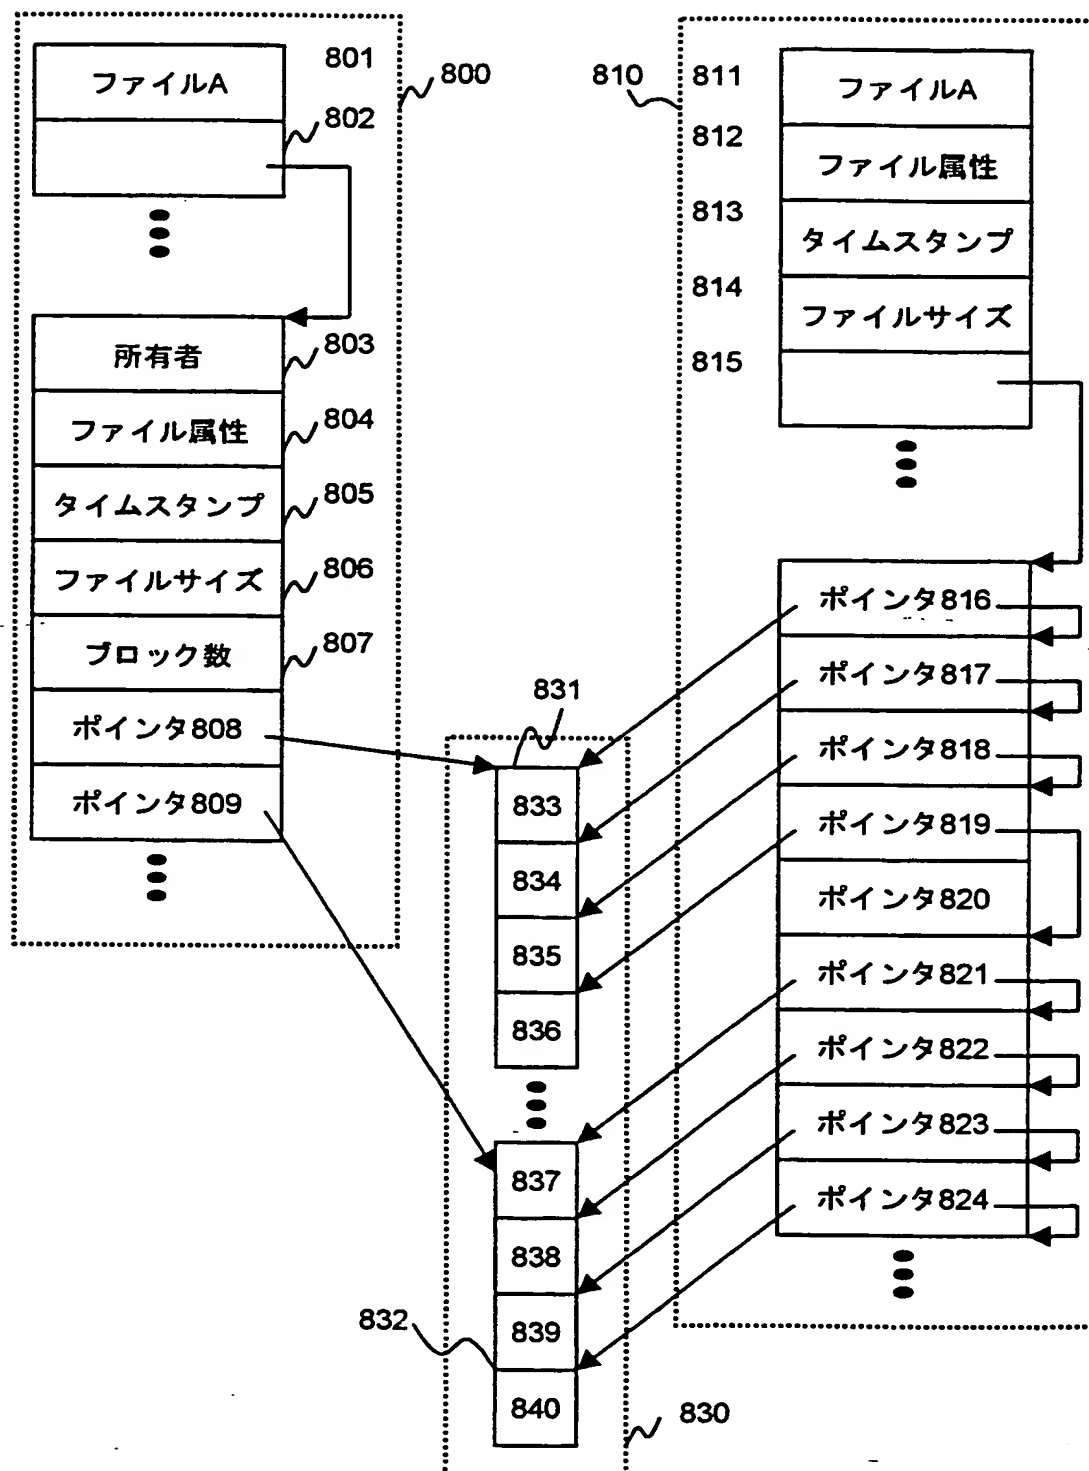 801
ファイルA
800
802
所有者
803
ファイル属性
804
タイムスタンプ
805
ファイルサイズ
806
ブロック数
807
ポインタ808
ポインタ809
831
833
834
835
836
837
838
839
840
832
830
810
811
ファイルA
812
ファイル属性
813
タイムスタンプ
814
ファイルサイズ
815
ポインタ816
ポインタ817
ポインタ818
ポインタ819
ポインタ820
ポインタ821
ポインタ822
ポインタ823
ポインタ824